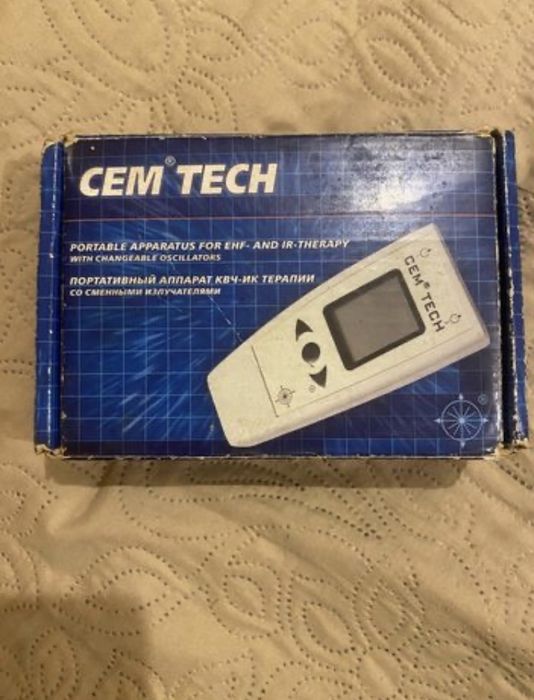 CEM® TECH
PORTABLE APPARATUS FOR EHF- AND IR-THERAPY
WITH CHANGEABLE OSCILLATORS
ПОРТАТИВНЫЙ АППАРАТ КВЧ-ИК ТЕРАПИИ
СО СМЕННЫМИ ИЗЛУЧАТЕЛЯМИ
CEM® TECH
®